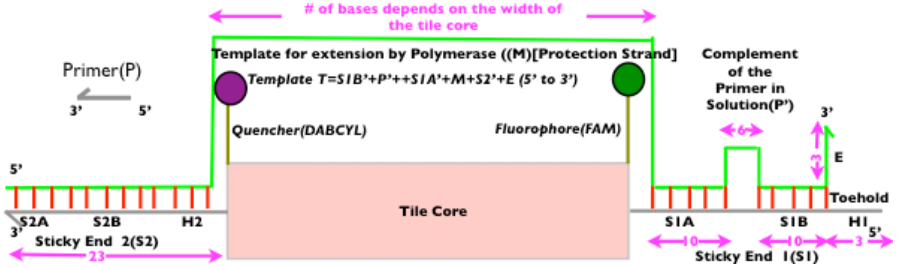 # of bases depends on the width of
the tile core
Template for extension by Polymerase ((M)[Protection Strand]
Primer(P)
3' 5'
Template T=S1B'+P'++S1A'+M+S2'+E (5' to 3')
Complement
of the
Primer in
Solution(P')
Quencher(DABCYL)
Fluorophore(FAM)
6
3'
3
E
5'
Toehold
S2A S2B H2
Tile Core
S1A S1B H1
3'
5'
Sticky End 2(S2)
23
10 10 3
Sticky End 1(S1)